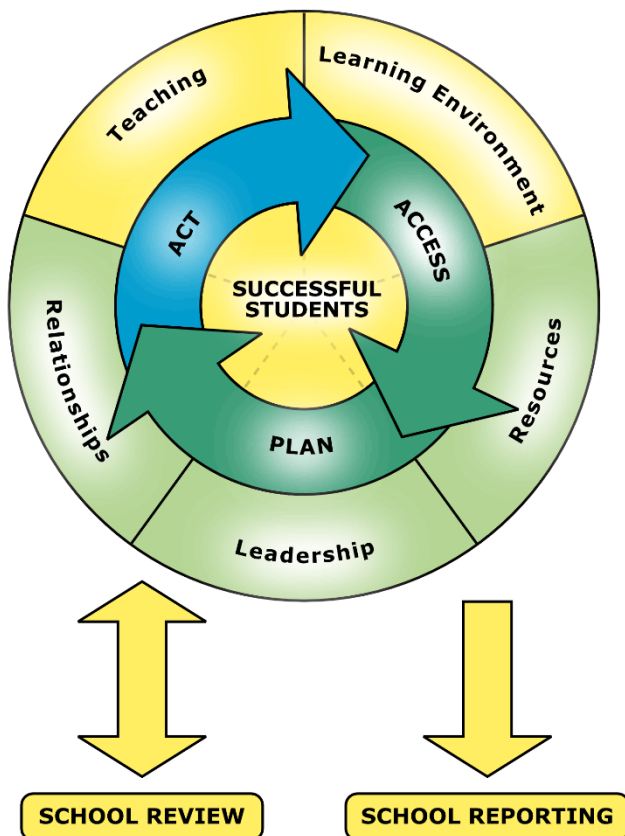 Teaching
Learning Environment
ACT
ACCESS
SUCCESSFUL
STUDENTS
Relationships
Resources
PLAN
Leadership
SCHOOL REVIEW
SCHOOL REPORTING